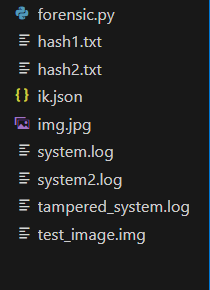 forensic.py
hash1.txt
hash2.txt
ik.json
img.jpg
system.log
system2.log
tampered_system.log
test_image.img